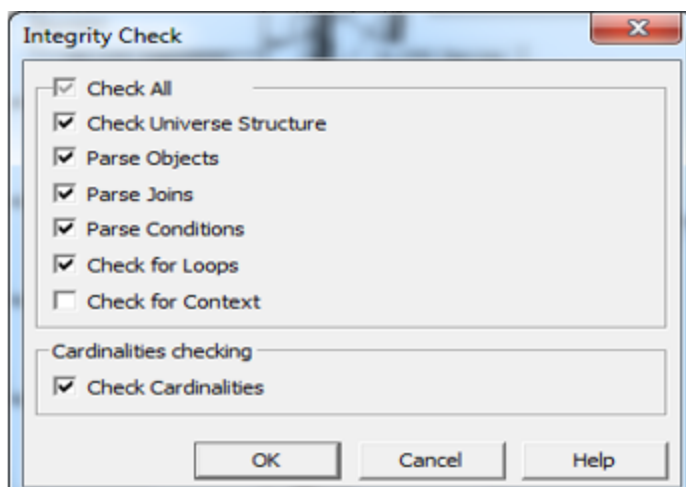 Integrity Check
Check All
Check Universe Structure
Parse Objects
Parse Joins
Parse Conditions
Check for Loops
Check for Context
Cardinalities checking
Check Cardinalities
OK Cancel Help